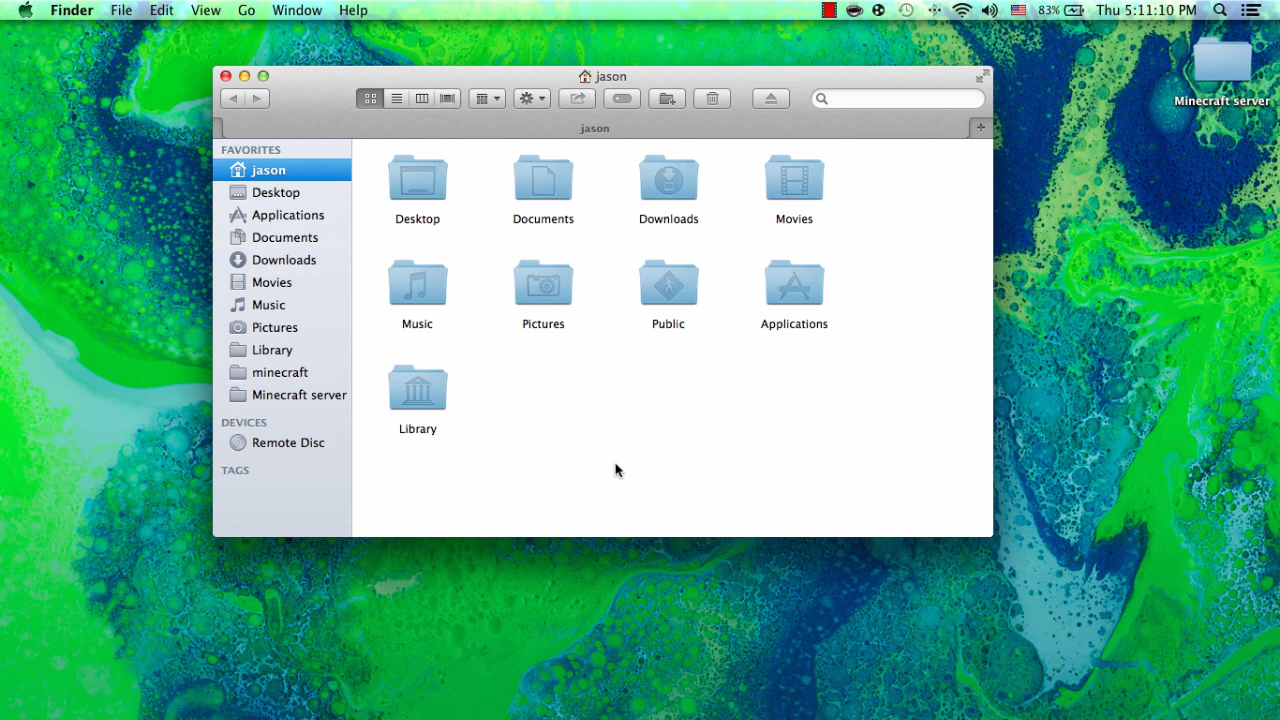 Finder File Edit View Go Window Help 83% Thu 5:11:10 PM
Minecraft server
jason
jason
FAVORITES
jason
Desktop
Applications
Documents
Downloads
Movies
Music
Pictures
Library
minecraft
Minecraft server
DEVICES
Remote Disc
TAGS
Desktop Documents Downloads Movies
Music Pictures Public Applications
Library